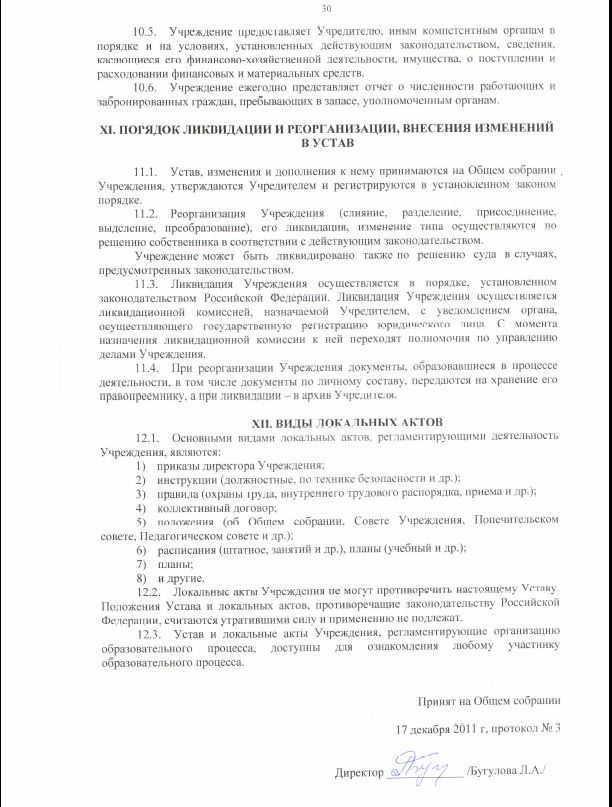 30
10.5. Учреждение предоставляет Учредителю, иным компетентным органам в
порядке и на условиях, установленных действующим законодательством, сведения,
касающиеся его финансово-хозяйственной деятельности, имущества, о поступлении и
расходовании финансовых и материальных средств.
10.6. Учреждение ежегодно представляет отчет о численности работающих и
забронированных граждан, пребывающих в запасе, уполномоченным органам.
XI. ПОРЯДОК ЛИКВИДАЦИИ И РЕОРГАНИЗАЦИИ, ВНЕСЕНИЯ ИЗМЕНЕНИЙ
В УСТАВ
11.1. Устав, изменения и дополнения к нему принимаются на Общем собрании
Учреждения, утверждаются Учредителем и регистрируются в установленном законом
порядке.
11.2. Реорганизация Учреждения (слияние, разделение, присоединение,
выделение, преобразование), его ликвидация, изменение типа осуществляются по
решению собственника в соответствии с действующим законодательством.
Учреждение может быть ликвидировано также по решению суда в случаях,
предусмотренных законодательством.
11.3. Ликвидация Учреждения осуществляется в порядке, установленном
законодательством Российской Федерации. Ликвидация Учреждения осуществляется
ликвидационной комиссией, назначаемой Учредителем, с уведомлением органа,
осуществляющего государственную регистрацию юридического лица. С момента
назначения ликвидационной комиссии к ней переходят полномочия по управлению
делами Учреждения.
11.4. При реорганизации Учреждения документы, образовавшиеся в процессе
деятельности, в том числе документы по личному составу, передаются на хранение его
правопреемнику, а при ликвидации – в архив Учредителя.
XII. ВИДЫ ЛОКАЛЬНЫХ АКТОВ
12.1. Основными видами локальных актов, регламентирующими деятельность
Учреждения, являются:
1) приказы директора Учреждения;
2) инструкции (должностные, по технике безопасности и др.);
3) правила (охраны труда, внутреннего трудового распорядка, приема и др.);
4) коллективный договор;
5) положения (об Общем собрании, Совете Учреждения, Попечительском
совете, Педагогическом совете и др.);
6) расписания (штатное, занятий и др.), планы (учебный и др.);
7) планы;
8) и другие.
12.2. Локальные акты Учреждения не могут противоречить настоящему Уставу.
Положения Устава и локальных актов, противоречащие законодательству Российской
Федерации, считаются утратившими силу и применению не подлежат.
12.3. Устав и локальные акты Учреждения, регламентирующие организацию
образовательного процесса, доступны для ознакомления любому участнику
образовательного процесса.
Принят на Общем собрании
17 декабря 2011 г, протокол № 3
Директор /Бугулова Л.А./